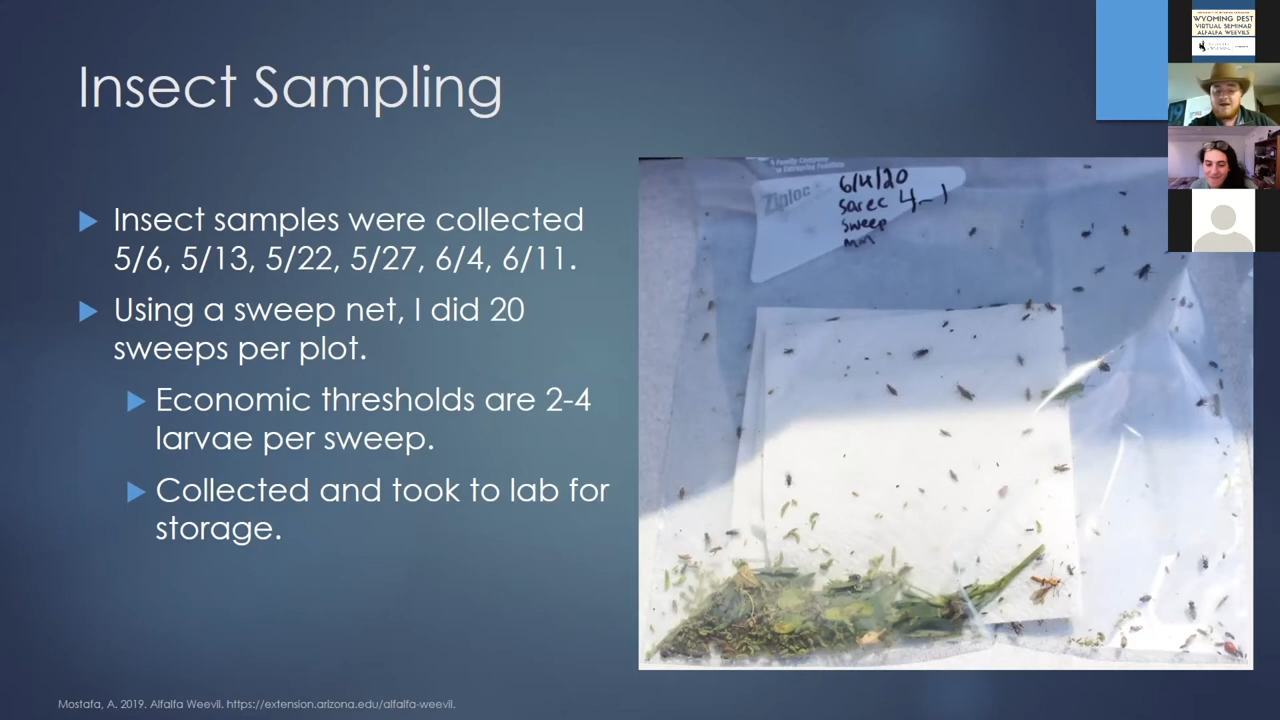 Insect Sampling
Insect samples were collected
5/6, 5/13, 5/22, 5/27, 6/4, 6/11.
Using a sweep net, I did 20
sweeps per plot.
Economic thresholds are 2-4
larvae per sweep.
Collected and took to lab for
storage.
Ziploc
6/4/20
sarec 4-1
sweep
mm
WYOMING PEST
VIRTUAL SEMINAR
ALFALFA WEEVILS
Mostafa, A. 2019. Alfalfa Weevil. https://extension.arizona.edu/alfalfa-weevil.